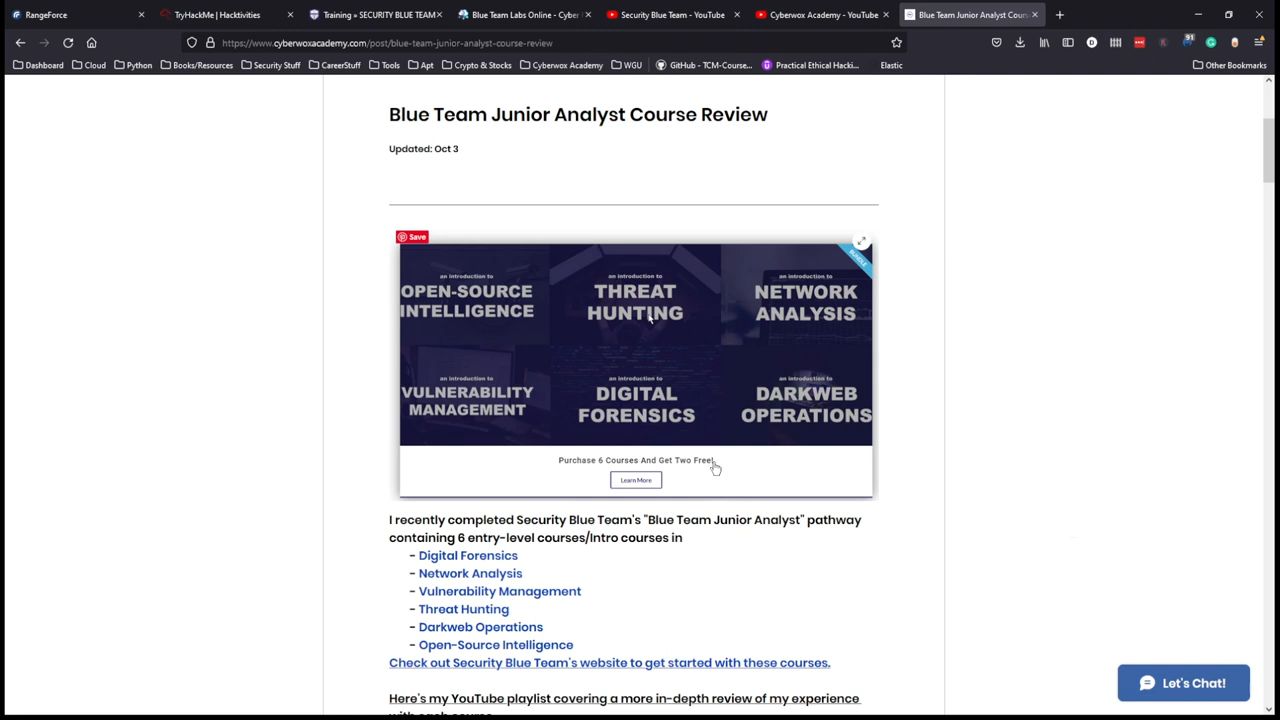 RangeForce
TryHackMe | Hacktivities
Training » SECURITY BLUE TEAM
Blue Team Labs Online - Cyber
Security Blue Team - YouTube
Cyberwox Academy - YouTube
Blue Team Junior Analyst Cour
https://www.cyberwoxacademy.com/post/blue-team-junior-analyst-course-review
91
Dashboard
Cloud
Python
Books/Resources
Security Stuff
CareerStuff
Tools
Apt
Crypto & Stocks
Cyberwox Academy
WGU
GitHub - TCM-Course...
Practical Ethical Hacki...
Elastic
Other Bookmarks
Blue Team Junior Analyst Course Review
Updated: Oct 3
Save
BUNDLE
an introduction to
OPEN-SOURCE
INTELLIGENCE
an introduction to
THREAT
HUNTING
an introduction to
NETWORK
ANALYSIS
an introduction to
VULNERABILITY
MANAGEMENT
an introduction to
DIGITAL
FORENSICS
an introduction to
DARKWEB
OPERATIONS
Purchase 6 Courses And Get Two Free!
Learn More
I recently completed Security Blue Team's "Blue Team Junior Analyst" pathway
containing 6 entry-level courses/Intro courses in
- Digital Forensics
- Network Analysis
- Vulnerability Management
- Threat Hunting
- Darkweb Operations
- Open-Source Intelligence
Check out Security Blue Team's website to get started with these courses.
Here's my YouTube playlist covering a more in-depth review of my experience
with each course
Let's Chat!